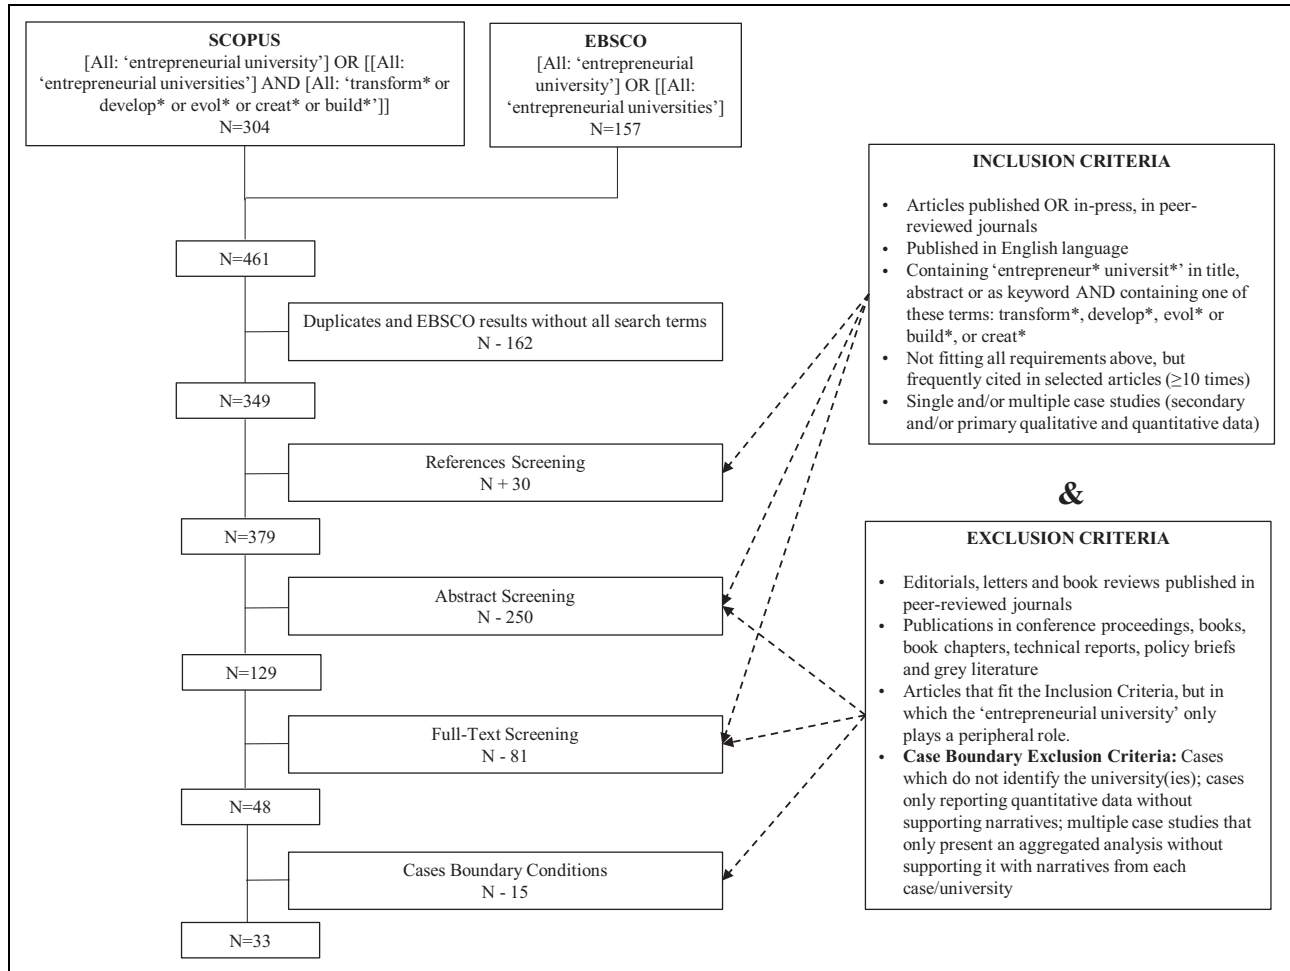 SCOPUS
[All: ‘entrepreneurial university’] OR [[All:
‘entrepreneurial universities’] AND [All: ‘transform* or
develop* or evol* or creat* or build*’]]
N=304
EBSCO
[All: ‘entrepreneurial
university’] OR [[All:
‘entrepreneurial universities’]
N=157
N=461
Duplicates and EBSCO results without all search terms
N - 162
N=349
References Screening
N + 30
N=379
Abstract Screening
N - 250
N=129
Full-Text Screening
N - 81
N=48
Cases Boundary Conditions
N - 15
N=33
INCLUSION CRITERIA
• Articles published OR in-press, in peer-
reviewed journals
• Published in English language
• Containing ‘entrepreneur* universit*’ in title,
abstract or as keyword AND containing one of
these terms: transform*, develop*, evol* or
build*, or creat*
• Not fitting all requirements above, but
frequently cited in selected articles (≥10 times)
• Single and/or multiple case studies (secondary
and/or primary qualitative and quantitative data)
&
EXCLUSION CRITERIA
• Editorials, letters and book reviews published in
peer-reviewed journals
• Publications in conference proceedings, books,
book chapters, technical reports, policy briefs
and grey literature
• Articles that fit the Inclusion Criteria, but in
which the ‘entrepreneurial university’ only
plays a peripheral role.
• Case Boundary Exclusion Criteria: Cases
which do not identify the university(ies); cases
only reporting quantitative data without
supporting narratives; multiple case studies that
only present an aggregated analysis without
supporting it with narratives from each
case/university